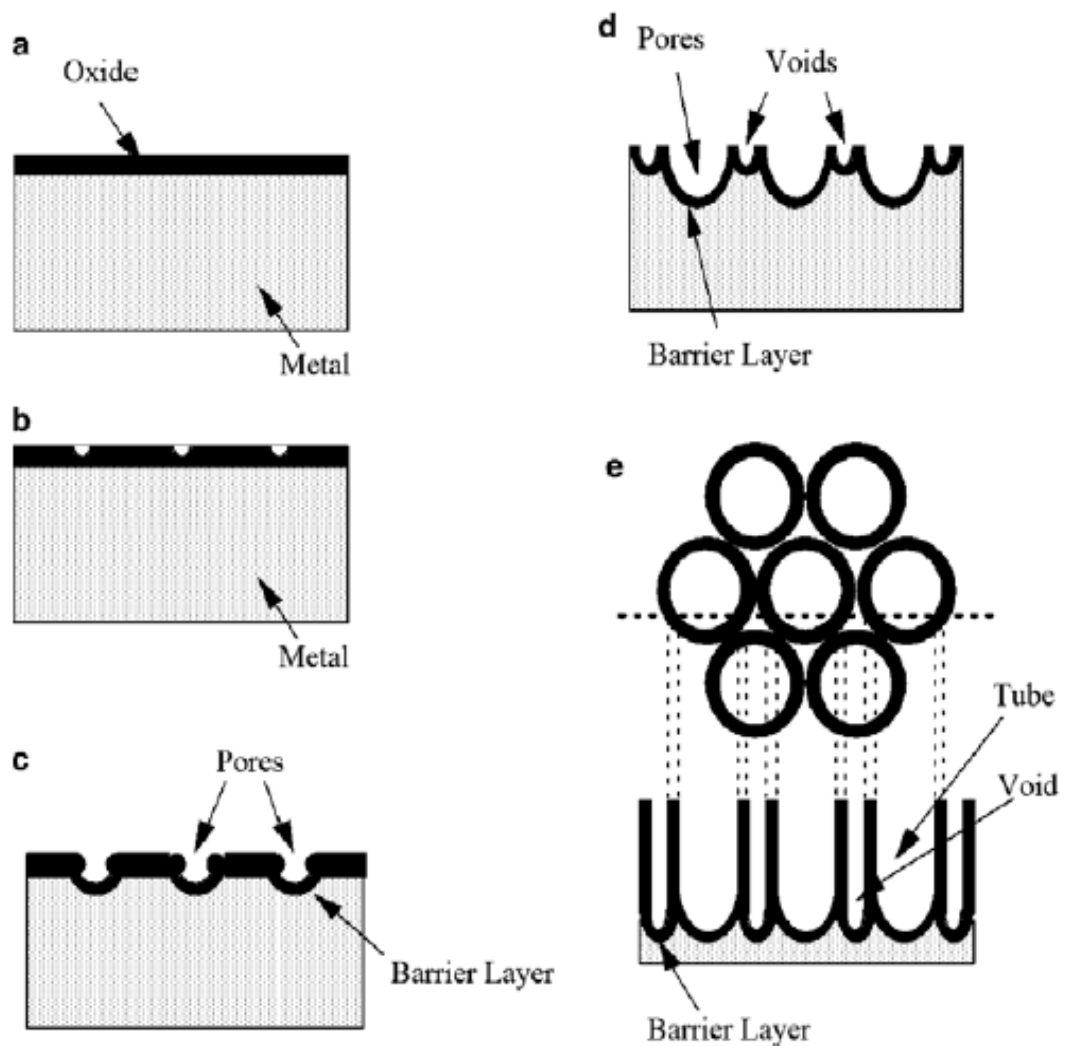 a
Oxide
Metal
b
Metal
c
Pores
Barrier Layer
d
Pores
Voids
Barrier Layer
e
Tube
Void
Barrier Layer